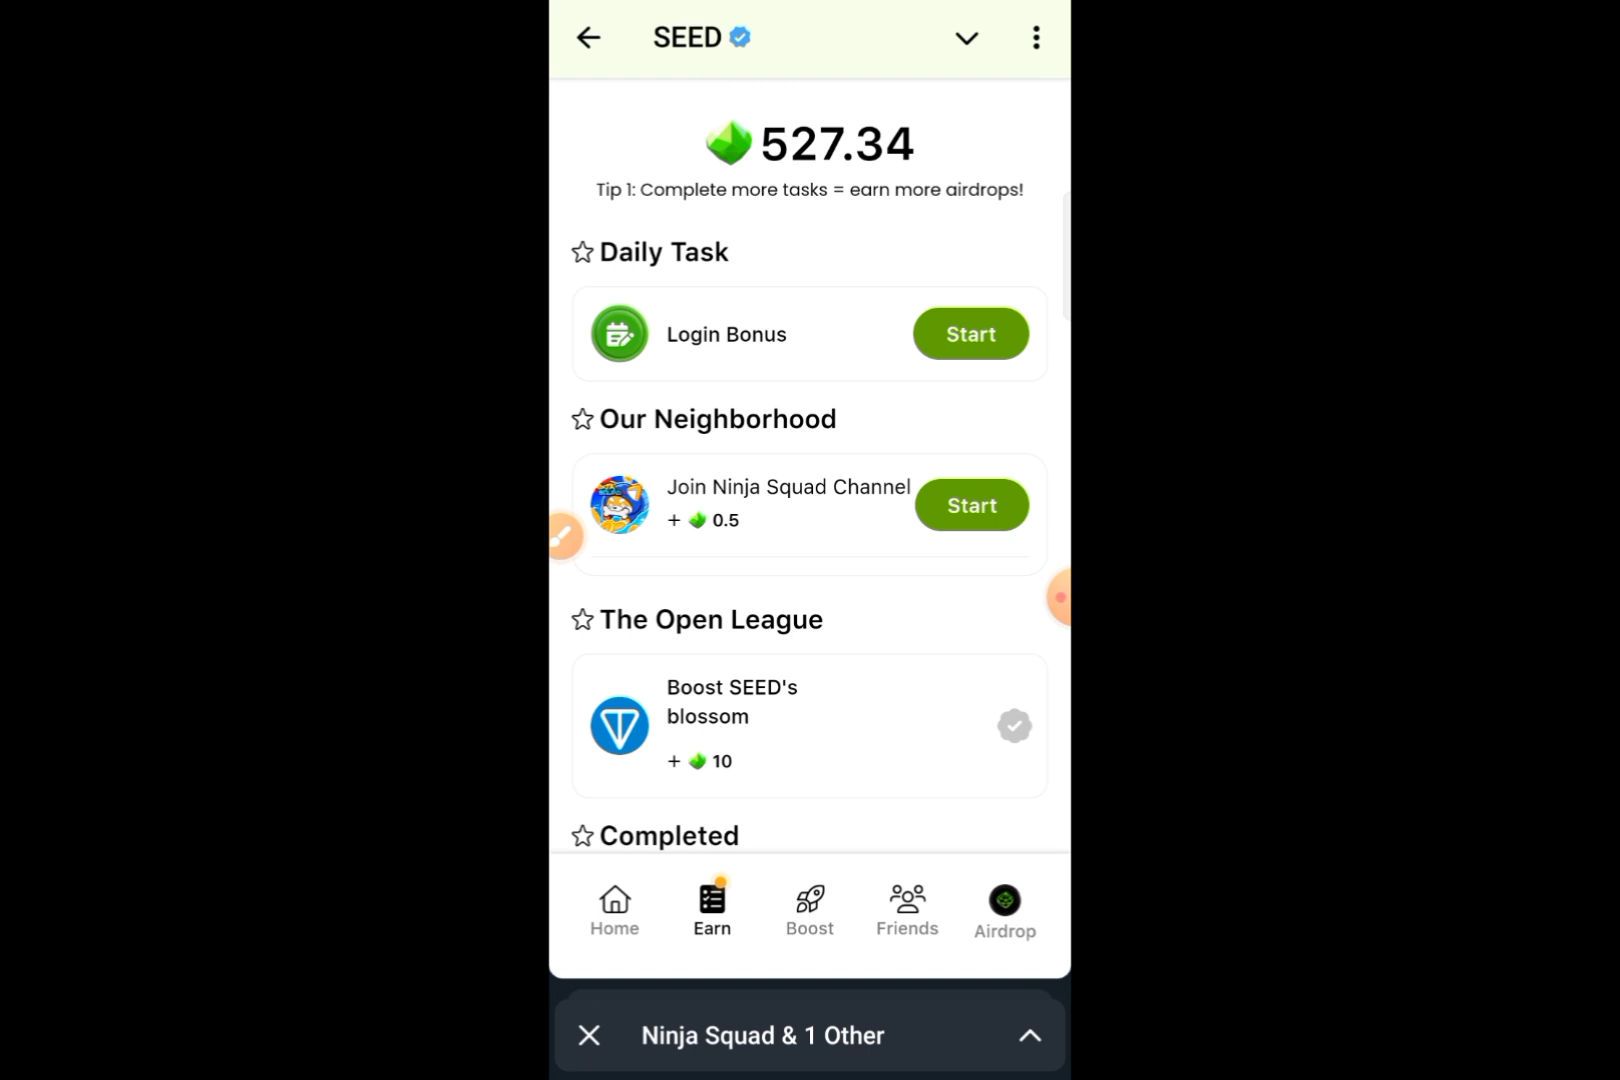 SEED
527.34
Tip 1: Complete more tasks = earn more airdrops!
Daily Task
Login Bonus
Start
Our Neighborhood
Join Ninja Squad Channel
+ 0.5
Start
The Open League
Boost SEED's
blossom
+ 10
Completed
Home
Earn
Boost
Friends
Airdrop
Ninja Squad & 1 Other